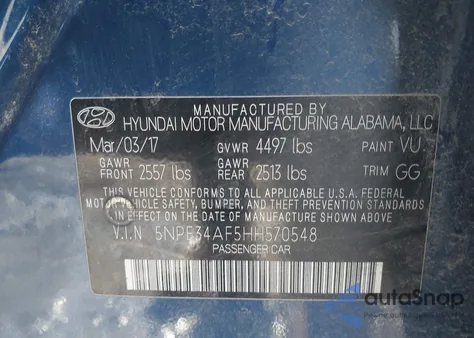 MANUFACTURED BY
HYUNDAI MOTOR MANUFACTURING ALABAMA, LLC
Mar/03/17 GVWR 4497 lbs PAINT VU
GAWR FRONT 2557 lbs GAWR REAR 2513 lbs TRIM GG
THIS VEHICLE CONFORMS TO ALL APPLICABLE U.S. FEDERAL
MOTOR VEHICLE SAFETY, BUMPER, AND THEFT PREVENTION STANDARDS
IN EFFECT ON THE DATE OF MANUFACTURE SHOWN ABOVE.
V.I.N 5NPE34AF5HH570548
PASSENGER CAR
autoSnap